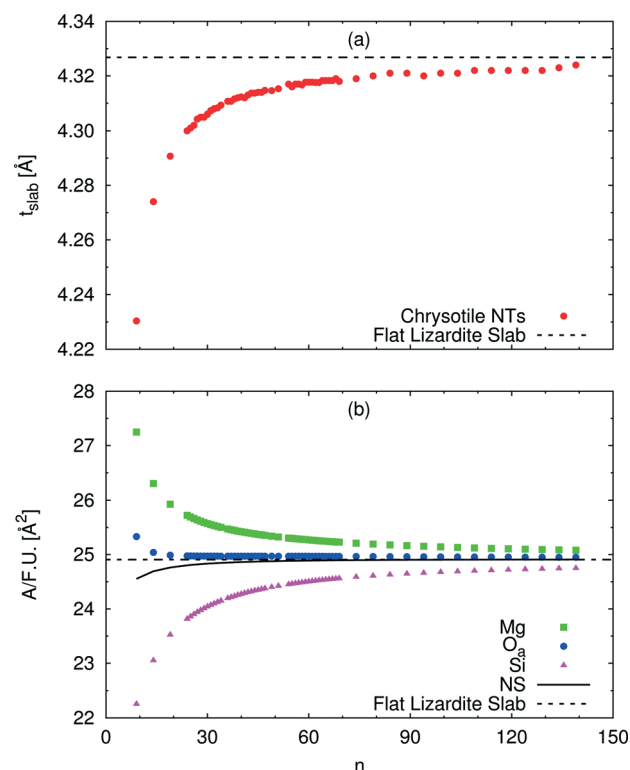 4.34
(a)
4.32
4.30
4.28
4.26
4.24
4.22
t_slab [Å]
Chrysotile NTs
Flat Lizardite Slab
28
(b)
27
26
25
24
23
22
A/F.U. [Å²]
Mg
Oₐ
Si
NS
Flat Lizardite Slab
0 30 60 90 120 150
n